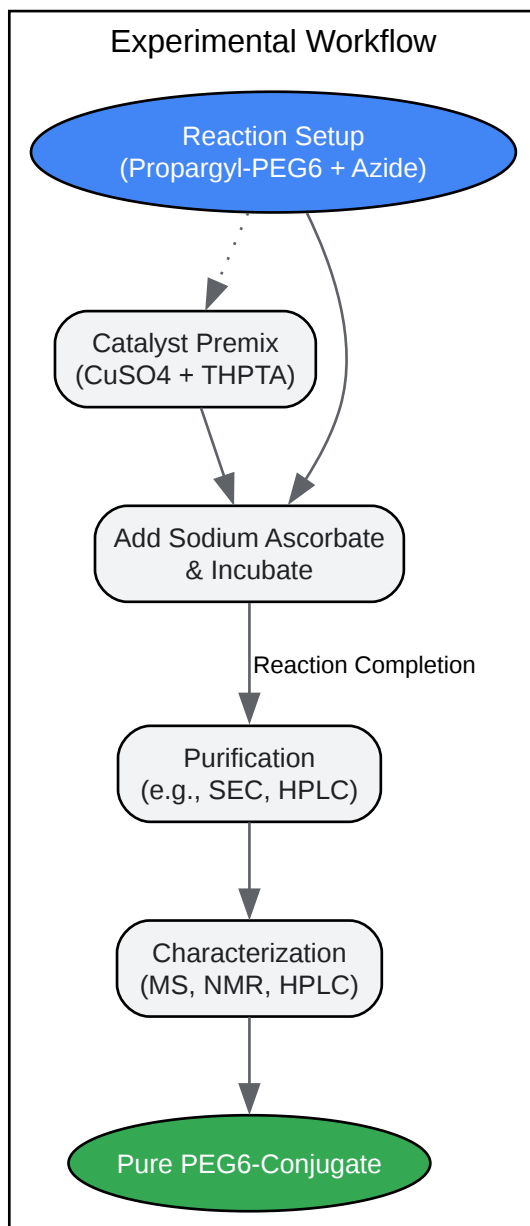 Experimental Workflow
Reaction Setup
(Propargyl-PEG6 + Azide)
Catalyst Premix
(CuSO4 + THPTA)
Add Sodium Ascorbate
& Incubate
Reaction Completion
Purification
(e.g., SEC, HPLC)
Characterization
(MS, NMR, HPLC)
Pure PEG6-Conjugate